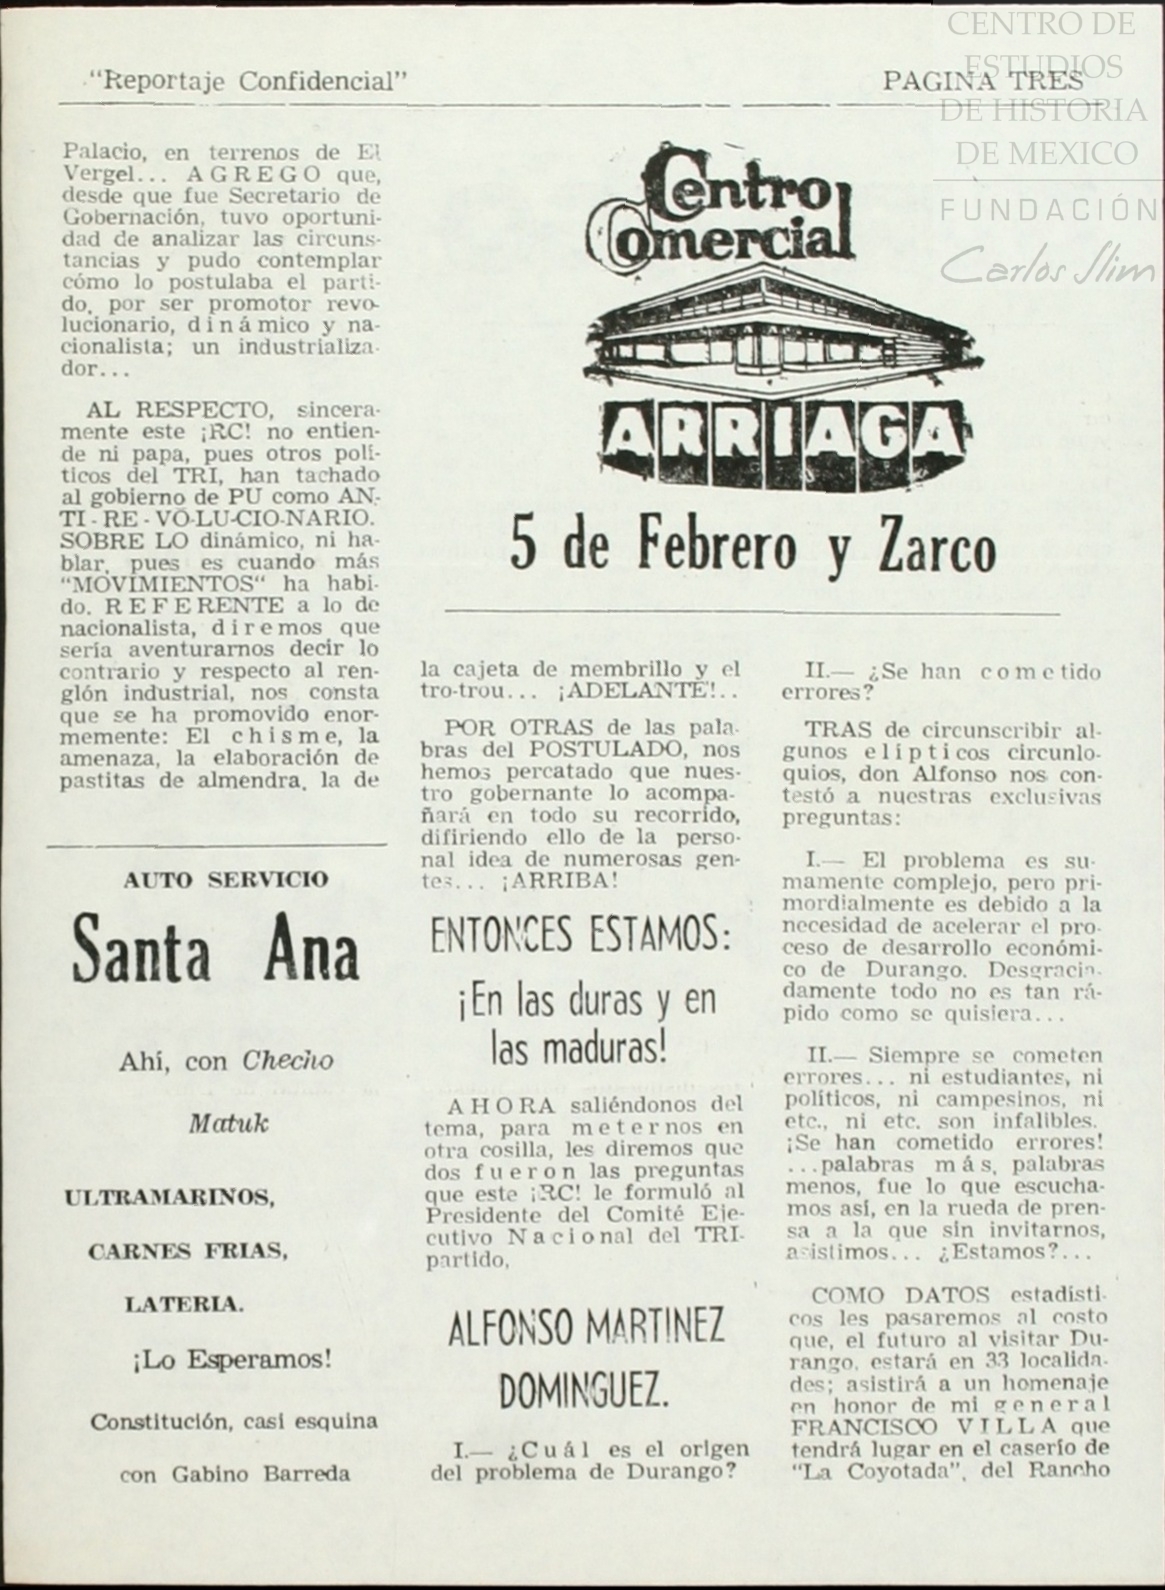 "Reportaje Confidencial"
PAGINA TRES
CENTRO DE
ESTUDIOS
DE HISTORIA
DE MEXICO
FUNDACIÓN
Carlos Slim
Palacio, en terrenos de El
Vergel... AGREGO que,
desde que fue Secretario de
Gobernación, tuvo oportuni-
dad de analizar las circuns-
tancias y pudo contemplar
cómo lo postulaba el parti-
do, por ser promotor revo-
lucionario, dinámico y na-
cionalista; un industrializa-
dor...
AL RESPECTO, sincera-
mente este ¡RC! no entien-
de ni papa, pues otros polí-
ticos del TRI, han tachado
al gobierno de PU como AN-
TI-RE-VO-LU-CIO-NARIO.
SOBRE LO dinámico, ni ha-
blar, pues es cuando más
"MOVIMIENTOS" ha habi-
do. REFERENTE a lo de
nacionalista, diremos que
sería aventurarnos decir lo
contrario y respecto al ren-
glón industrial, nos consta
que se ha promovido enor-
memente: El chisme, la
amenaza, la elaboración de
pastitas de almendra, la de
AUTO SERVICIO
Santa Ana
Ahí, con Checho
Matuk
ULTRAMARINOS,
CARNES FRIAS,
LATERIA.
¡Lo Esperamos!
Constitución, casi esquina
con Gabino Barreda
Centro
Comercial
ARRIAGA
5 de Febrero y Zarco
la cajeta de membrillo y el
tro-trou... ¡ADELANTE!..
POR OTRAS de las pala-
bras del POSTULADO, nos
hemos percatado que nues-
tro gobernante lo acompa-
ñará en todo su recorrido,
difiriendo ello de la perso-
nal idea de numerosas gen-
tes... ¡ARRIBA!
ENTONCES ESTAMOS:
¡En las duras y en
las maduras!
AHORA saliéndonos del
tema, para meternos en
otra cosilla, les diremos que
dos fueron las preguntas
que este ¡RC! le formuló al
Presidente del Comité Eje-
cutivo Nacional del TRI-
partido,
ALFONSO MARTINEZ
DOMINGUEZ.
I.— ¿Cuál es el origen
del problema de Durango?
II.— ¿Se han cometido
errores?
TRAS de circunscribir al-
gunos elípticos circunlo-
quios, don Alfonso nos con-
testó a nuestras exclusivas
preguntas:
I.— El problema es su-
mamente complejo, pero pri-
mordialmente es debido a la
necesidad de acelerar el pro-
ceso de desarrollo económi-
co de Durango. Desgracia-
damente todo no es tan rá-
pido como se quisiera...
II.— Siempre se cometen
errores... ni estudiantes, ni
políticos, ni campesinos, ni
etc., ni etc. son infalibles.
¡Se han cometido errores!
...palabras más, palabras
menos, fue lo que escucha-
mos así, en la rueda de pren-
sa a la que sin invitarnos,
asistimos... ¿Estamos?...
COMO DATOS estadísti-
cos les pasaremos al costo
que, el futuro al visitar Du-
rango, estará en 33 localida-
des; asistirá a un homenaje
en honor de mi general
FRANCISCO VILLA que
tendrá lugar en el caserío de
"La Coyotada", del Rancho